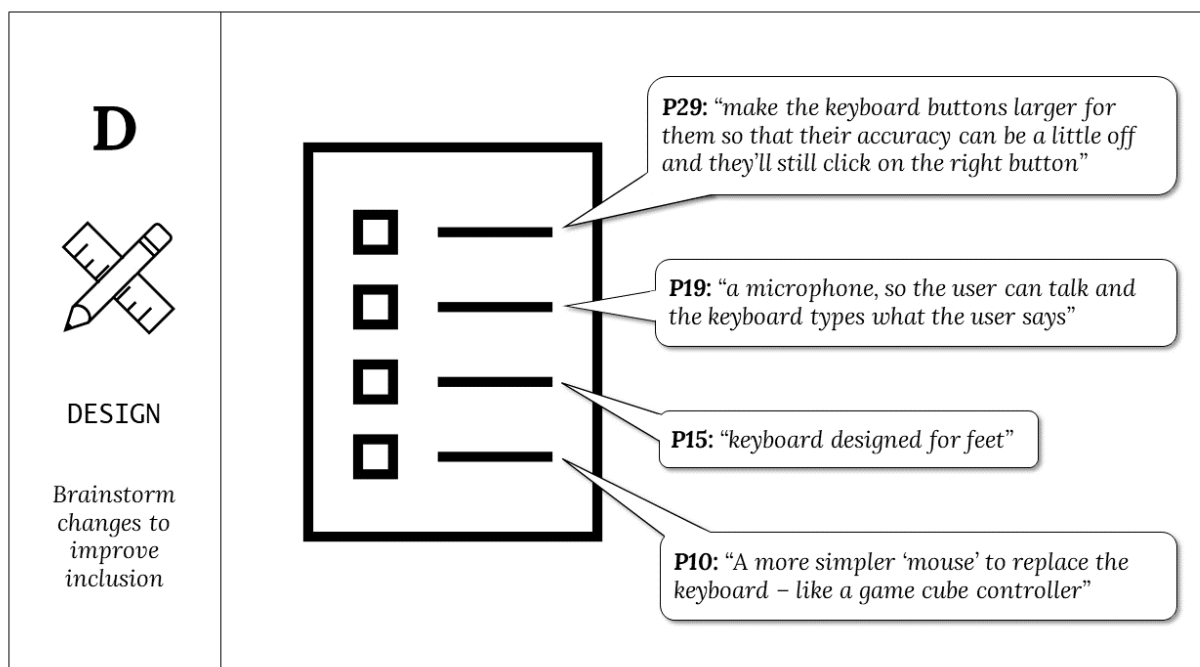 D
DESIGN
Brainstorm
changes to
improve
inclusion
P29: “make the keyboard buttons larger for
them so that their accuracy can be a little off
and they’ll still click on the right button”
P19: “a microphone, so the user can talk and
the keyboard types what the user says”
P15: “keyboard designed for feet”
P10: “A more simpler ‘mouse’ to replace the
keyboard – like a game cube controller”